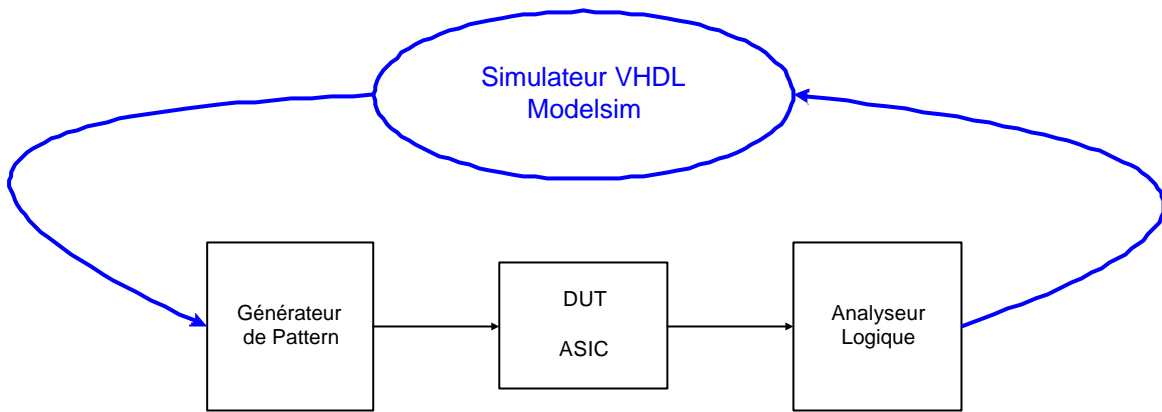 Simulateur VHDL
Modelsim
Générateur
de Pattern
DUT
ASIC
Analyseur
Logique